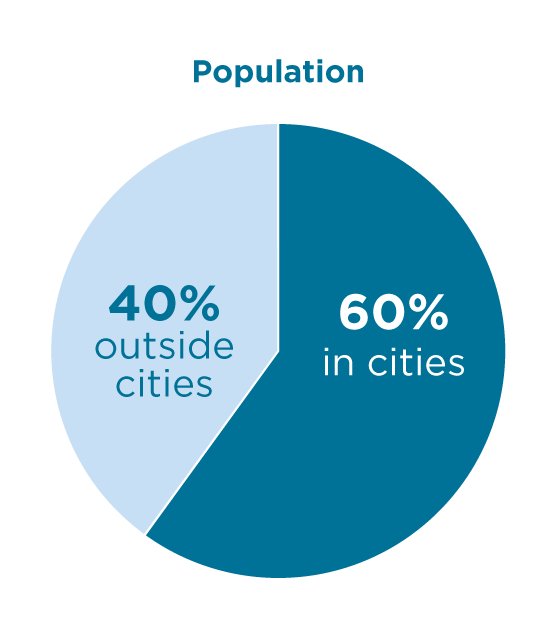 Population
40%
outside
cities
60%
in cities